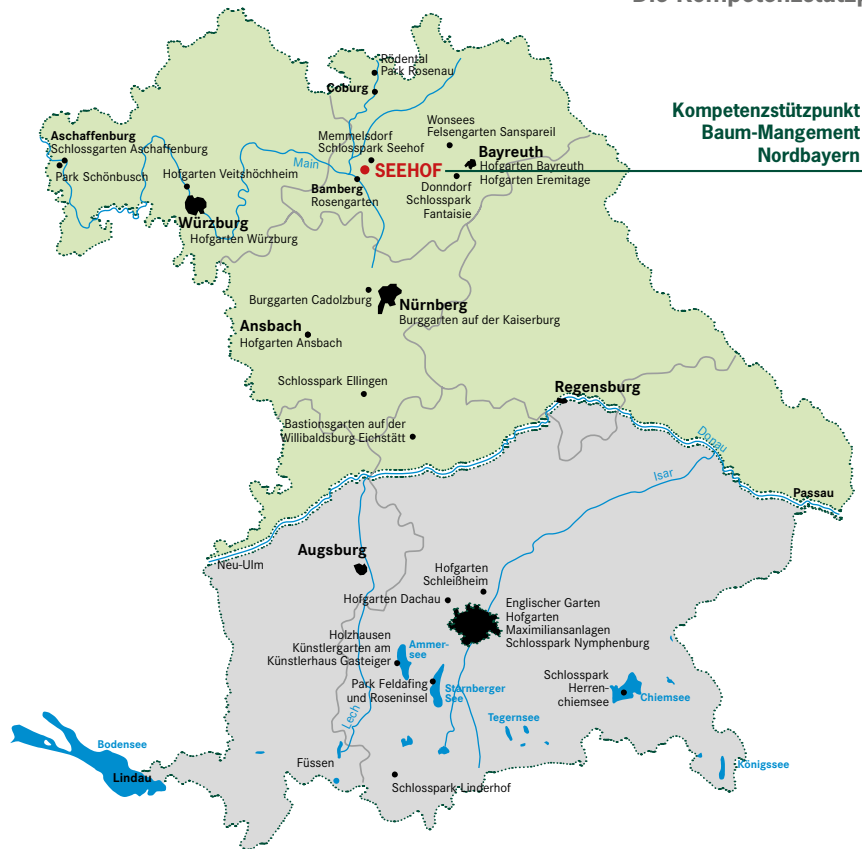 Die Kompetenzstützp
Kompetenzstützpunkt
Baum-Mangement
Nordbayern
Rödental
Park Rosenau
Coburg
Wonsees
Felsengarten Sanspareil
Aschaffenburg
Schlossgarten Aschaffenburg
Park Schönbusch
Memmelsdorf
Schlosspark Seehof
Main
SEEHOF
Bayreuth
Hofgarten Bayreuth
Hofgarten Eremitage
Hofgarten Veitshöchheim
Bamberg
Rosengarten
Donndorf
Schlosspark
Fantaisie
Würzburg
Hofgarten Würzburg
Burggarten Cadolzburg
Nürnberg
Burggarten auf der Kaiserburg
Ansbach
Hofgarten Ansbach
Schlosspark Ellingen
Regensburg
Bastionsgarten auf der
Willibaldsburg Eichstätt
Donau
Isar
Passau
Augsburg
Neu-Ulm
Hofgarten
Schleißheim
Hofgarten Dachau
Englischer Garten
Hofgarten
Maximiliansanlagen
Schlosspark Nymphenburg
Holzhausen
Künstlergarten am
Künstlerhaus Gasteiger
Ammer-
see
Park Feldafing
und Roseninsel
Starnberger
See
Schlosspark
Herren-
chiemsee
Chiemsee
Lech
Tegernsee
Bodensee
Lindau
Füssen
Königssee
Schlosspark Linderhof